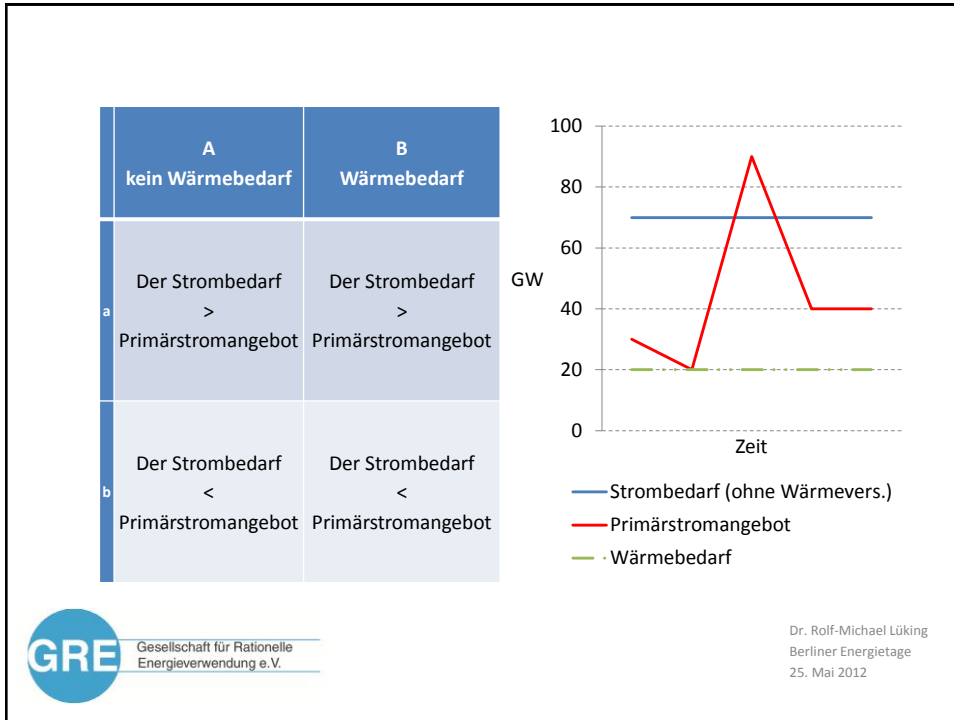 A
kein Wärmebedarf
B
Wärmebedarf
a
Der Strombedarf
>
Primärstromangebot
Der Strombedarf
>
Primärstromangebot
b
Der Strombedarf
<
Primärstromangebot
Der Strombedarf
<
Primärstromangebot
GW
100
80
60
40
20
0
Zeit
Strombedarf (ohne Wärmevers.)
Primärstromangebot
Wärmebedarf
GRE
Gesellschaft für Rationelle
Energieverwendung e.V.
Dr. Rolf-Michael Lüking
Berliner Energietage
25. Mai 2012